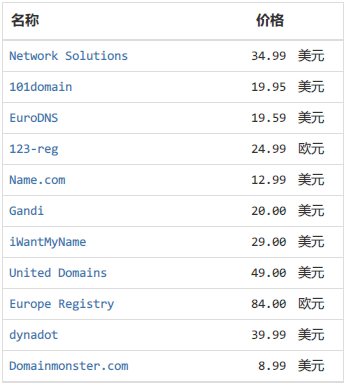 名称 价格
Network Solutions 34.99 美元
101domain 19.95 美元
EuroDNS 19.59 美元
123-reg 24.99 欧元
Name.com 12.99 美元
Gandi 20.00 美元
iWantMyName 29.00 美元
United Domains 49.00 美元
Europe Registry 84.00 欧元
dynadot 39.99 美元
Domainmonster.com 8.99 美元